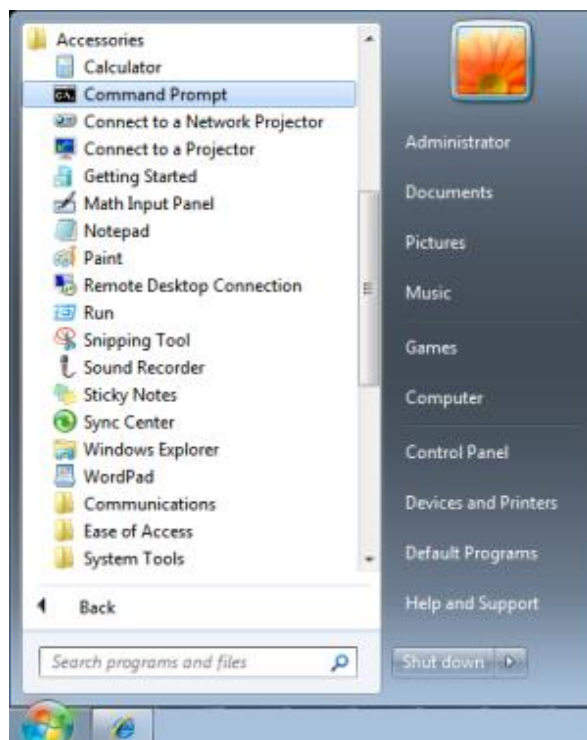 Accessories
Calculator
Command Prompt
Connect to a Network Projector
Connect to a Projector
Getting Started
Math Input Panel
Notepad
Paint
Remote Desktop Connection
Run
Snipping Tool
Sound Recorder
Sticky Notes
Sync Center
Windows Explorer
WordPad
Communications
Ease of Access
System Tools
Back
Search programs and files
Administrator
Documents
Pictures
Music
Games
Computer
Control Panel
Devices and Printers
Default Programs
Help and Support
Shut down